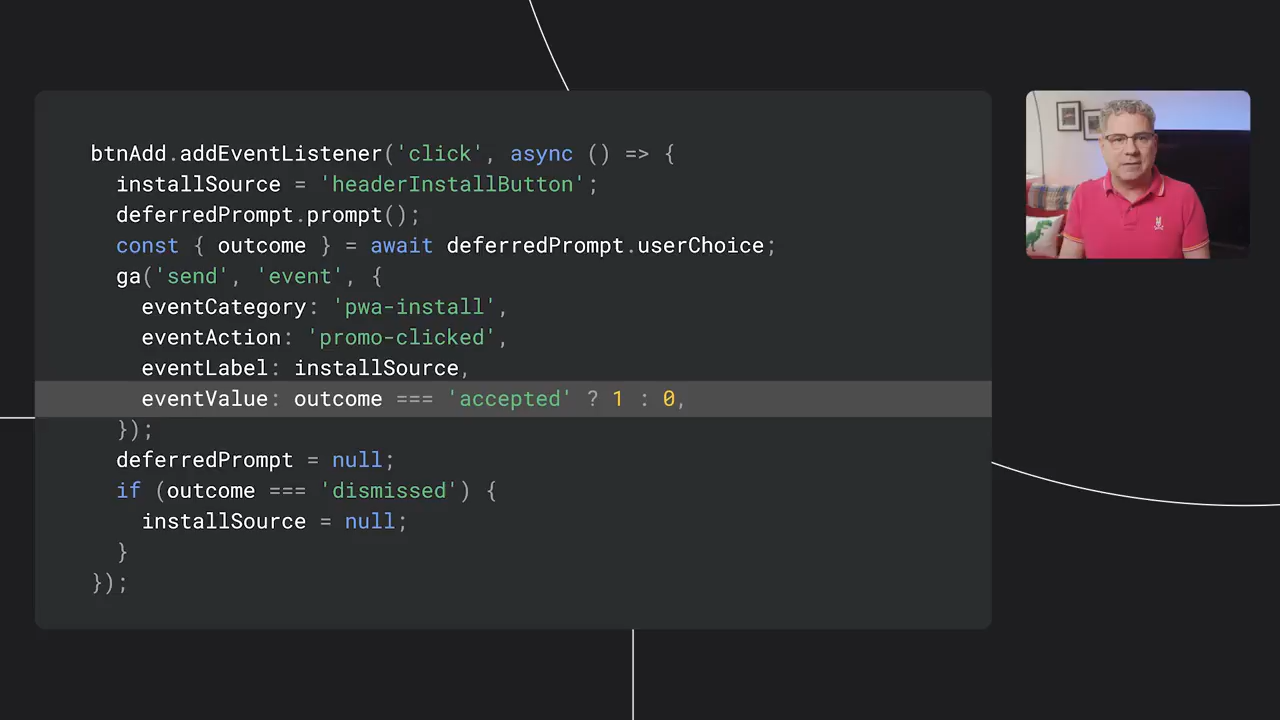 btnAdd.addEventListener('click', async () => {
installSource = 'headerInstallButton';
deferredPrompt.prompt();
const { outcome } = await deferredPrompt.userChoice;
ga('send', 'event', {
eventCategory: 'pwa-install',
eventAction: 'promo-clicked',
eventLabel: installSource,
eventValue: outcome === 'accepted' ? 1 : 0,
});
deferredPrompt = null;
if (outcome === 'dismissed') {
installSource = null;
}
});